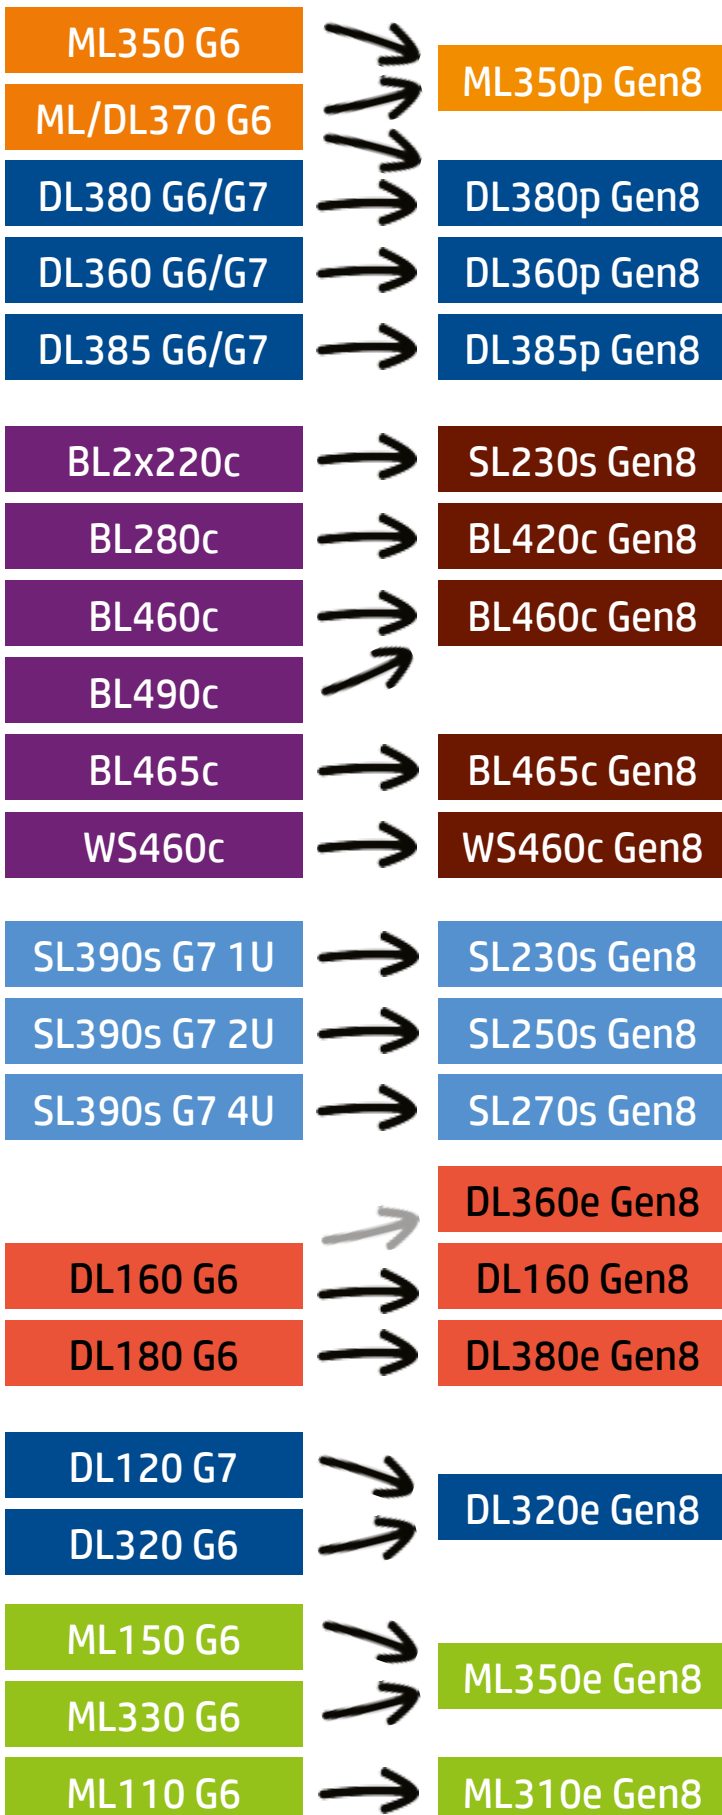 ML350 G6
ML350p Gen8
ML/DL370 G6
DL380 G6/G7
DL380p Gen8
DL360 G6/G7
DL360p Gen8
DL385 G6/G7
DL385p Gen8
BL2x220c
SL230s Gen8
BL280c
BL420c Gen8
BL460c
BL460c Gen8
BL490c
BL465c
BL465c Gen8
WS460c
WS460c Gen8
SL390s G7 1U
SL230s Gen8
SL390s G7 2U
SL250s Gen8
SL390s G7 4U
SL270s Gen8
DL360e Gen8
DL160 G6
DL160 Gen8
DL180 G6
DL380e Gen8
DL120 G7
DL320e Gen8
DL320 G6
ML150 G6
ML350e Gen8
ML330 G6
ML110 G6
ML310e Gen8